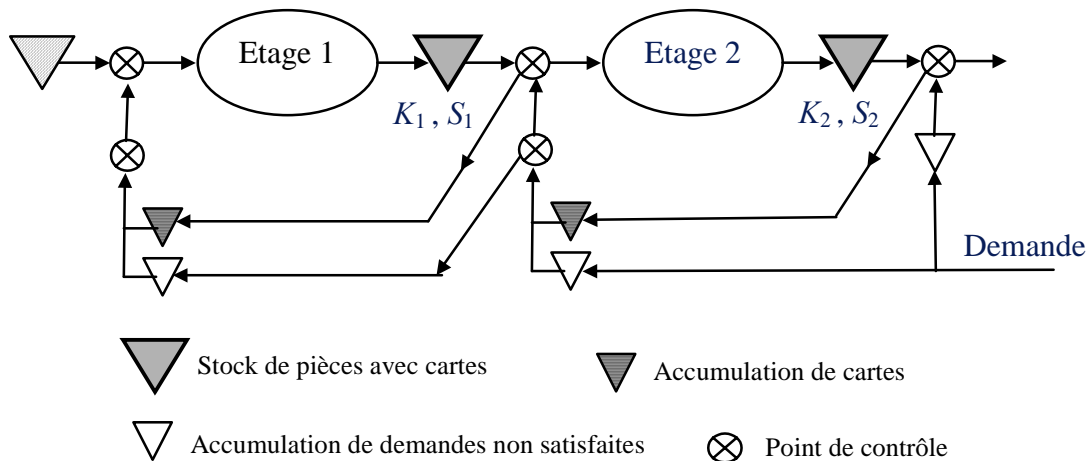 Etage 1
Etage 2
K1 , S1
K2 , S2
Demande
Stock de pièces avec cartes
Accumulation de cartes
Accumulation de demandes non satisfaites
Point de contrôle